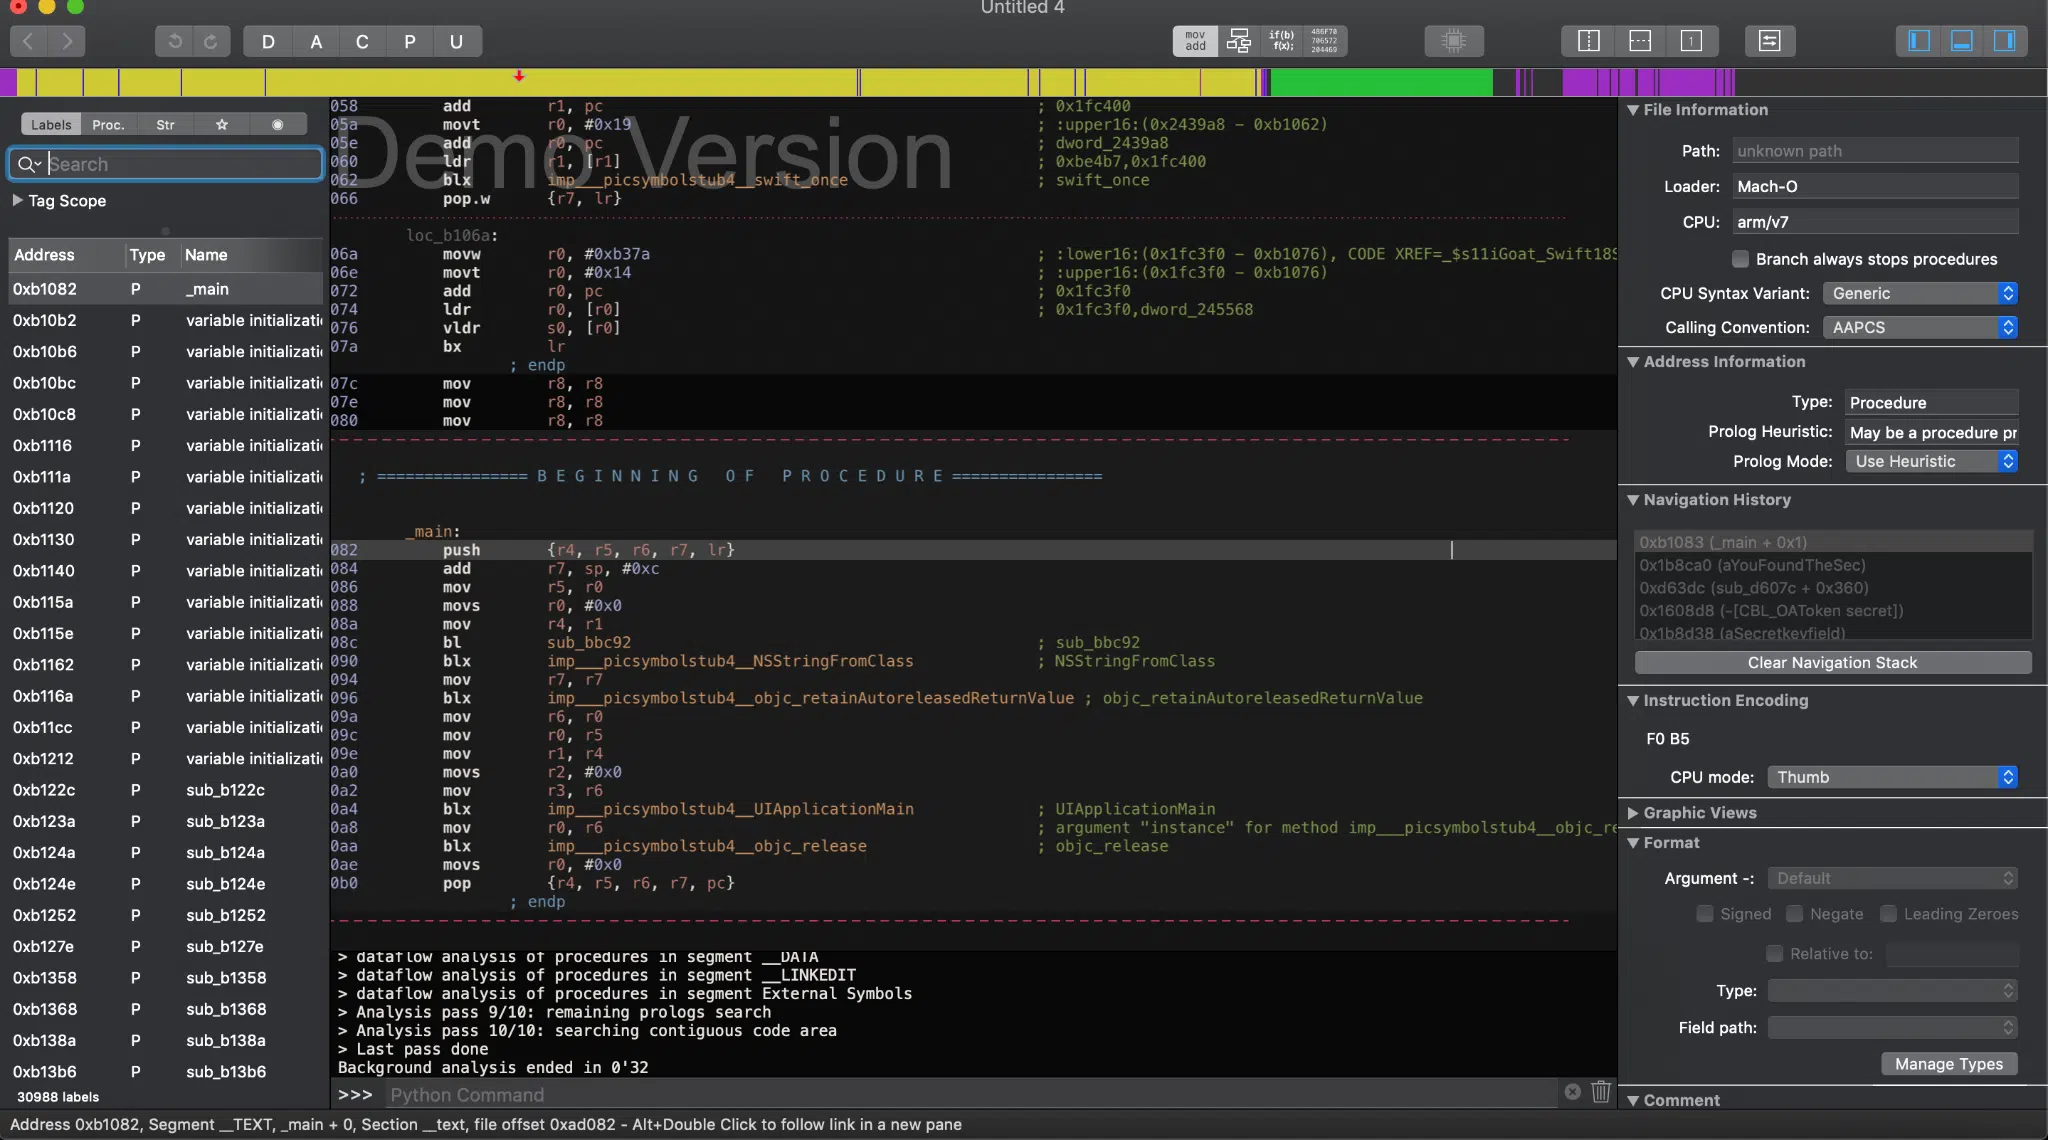 Untitled 4
D A C P U
mov add
if(b) f(x);
486F70 706572 204469
Labels Proc. Str
Search
Tag Scope
Address Type Name
0xb1082 P _main
0xb10b2 P variable initializati
0xb10b6 P variable initializati
0xb10bc P variable initializati
0xb10c8 P variable initializati
0xb1116 P variable initializati
0xb111a P variable initializati
0xb1120 P variable initializati
0xb1130 P variable initializati
0xb1140 P variable initializati
0xb115a P variable initializati
0xb115e P variable initializati
0xb1162 P variable initializati
0xb116a P variable initializati
0xb11cc P variable initializati
0xb1212 P variable initializati
0xb122c P sub_b122c
0xb123a P sub_b123a
0xb124a P sub_b124a
0xb124e P sub_b124e
0xb1252 P sub_b1252
0xb127e P sub_b127e
0xb1358 P sub_b1358
0xb1368 P sub_b1368
0xb138a P sub_b138a
0xb13b6 P sub_b13b6
30988 labels
Demo Version
058 add r1, pc ; 0x1fc400
05a movt r0, #0x19 ; :upper16:(0x2439a8 - 0xb1062)
05e add r0, pc ; dword_2439a8
060 ldr r1, [r1] ; 0xbe4b7,0x1fc400
062 blx imp___picsymbolstub4__swift_once ; swift_once
066 pop.w {r7, lr}
loc_b106a:
06a movw r0, #0xb37a ; :lower16:(0x1fc3f0 - 0xb1076), CODE XREF=_$s11iGoat_Swift18S
06e movt r0, #0x14 ; :upper16:(0x1fc3f0 - 0xb1076)
072 add r0, pc ; 0x1fc3f0
074 ldr r0, [r0] ; 0x1fc3f0,dword_245568
076 vldr s0, [r0]
07a bx lr
; endp
07c mov r8, r8
07e mov r8, r8
080 mov r8, r8
; ================ B E G I N N I N G   O F   P R O C E D U R E ================
_main:
082 push {r4, r5, r6, r7, lr}
084 add r7, sp, #0xc
086 mov r5, r0
088 movs r0, #0x0
08a mov r4, r1
08c bl sub_bbc92 ; sub_bbc92
090 blx imp___picsymbolstub4__NSStringFromClass ; NSStringFromClass
094 mov r7, r7
096 blx imp___picsymbolstub4__objc_retainAutoreleasedReturnValue ; objc_retainAutoreleasedReturnValue
09a mov r6, r0
09c mov r0, r5
09e mov r1, r4
0a0 movs r2, #0x0
0a2 mov r3, r6
0a4 blx imp___picsymbolstub4__UIApplicationMain ; UIApplicationMain
0a8 mov r0, r6 ; argument "instance" for method imp___picsymbolstub4__objc_re
0aa blx imp___picsymbolstub4__objc_release ; objc_release
0ae movs r0, #0x0
0b0 pop {r4, r5, r6, r7, pc}
; endp
> dataflow analysis of procedures in segment __DATA
> dataflow analysis of procedures in segment __LINKEDIT
> dataflow analysis of procedures in segment External Symbols
> Analysis pass 9/10: remaining prologs search
> Analysis pass 10/10: searching contiguous code area
> Last pass done
Background analysis ended in 0'32
>>> Python Command
File Information
Path: unknown path
Loader: Mach-O
CPU: arm/v7
Branch always stops procedures
CPU Syntax Variant: Generic
Calling Convention: AAPCS
Address Information
Type: Procedure
Prolog Heuristic: May be a procedure pr
Prolog Mode: Use Heuristic
Navigation History
0xb1083 (_main + 0x1)
0x1b8ca0 (aYouFoundTheSec)
0xd63dc (sub_d607c + 0x360)
0x1608d8 (-[CBL_OAToken secret])
0x1b8d38 (aSecretkeyfield)
Clear Navigation Stack
Instruction Encoding
F0 B5
CPU mode: Thumb
Graphic Views
Format
Argument -: Default
Signed Negate Leading Zeroes
Relative to:
Type:
Field path:
Manage Types
Comment
Address 0xb1082, Segment __TEXT, _main + 0, Section __text, file offset 0xad082 - Alt+Double Click to follow link in a new pane